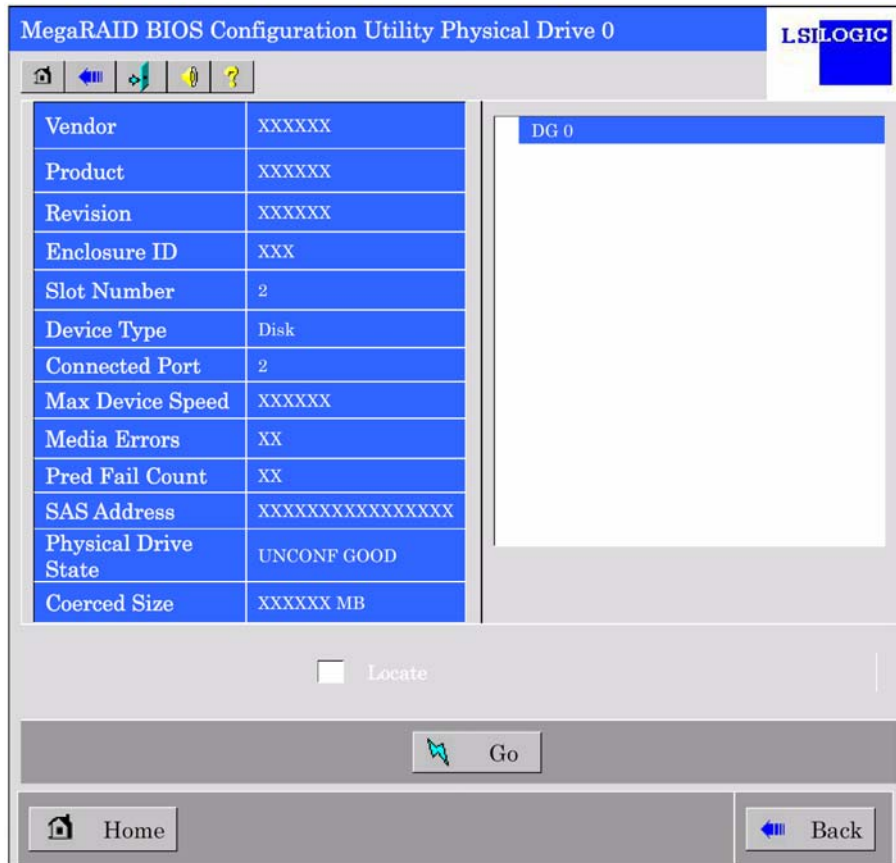 MegaRAID BIOS Configuration Utility Physical Drive 0
LSI LOGIC
Vendor XXXXXX
Product XXXXXX
Revision XXXXXX
Enclosure ID XXX
Slot Number 2
Device Type Disk
Connected Port 2
Max Device Speed XXXXXX
Media Errors XX
Pred Fail Count XX
SAS Address XXXXXXXXXXXXXXXX
Physical Drive
State UNCONF GOOD
Coerced Size XXXXXX MB
DG 0
Locate
Go
Home
Back